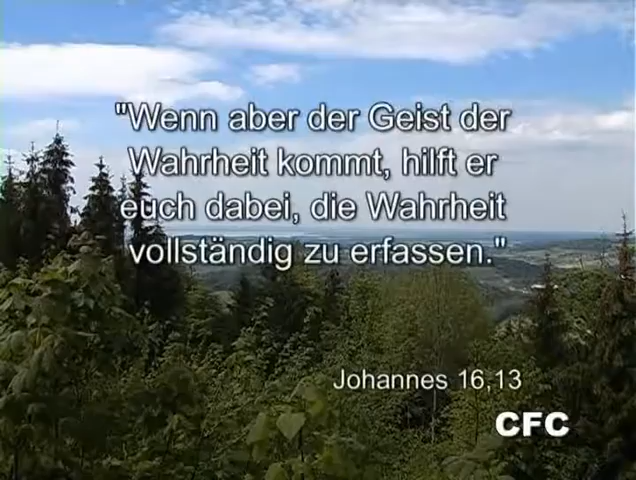 "Wenn aber der Geist der
Wahrheit kommt, hilft er
euch dabei, die Wahrheit
vollständig zu erfassen."
Johannes 16,13
CFC